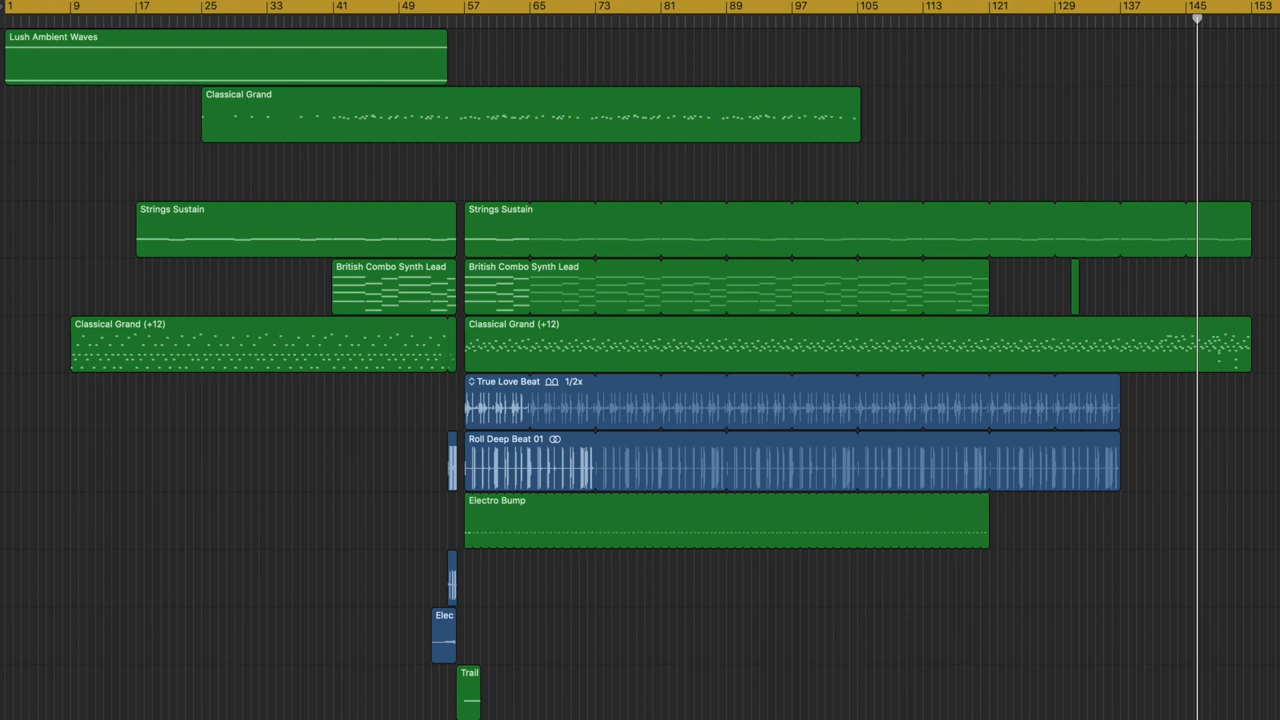 1 9 17 25 33 41 49 57 65 73 81 89 97 105 113 121 129 137 145 153
Lush Ambient Waves
Classical Grand
Strings Sustain Strings Sustain
British Combo Synth Lead British Combo Synth Lead
Classical Grand (+12) Classical Grand (+12)
True Love Beat 1/2x
Roll Deep Beat 01
Electro Bump
Elec
Trail